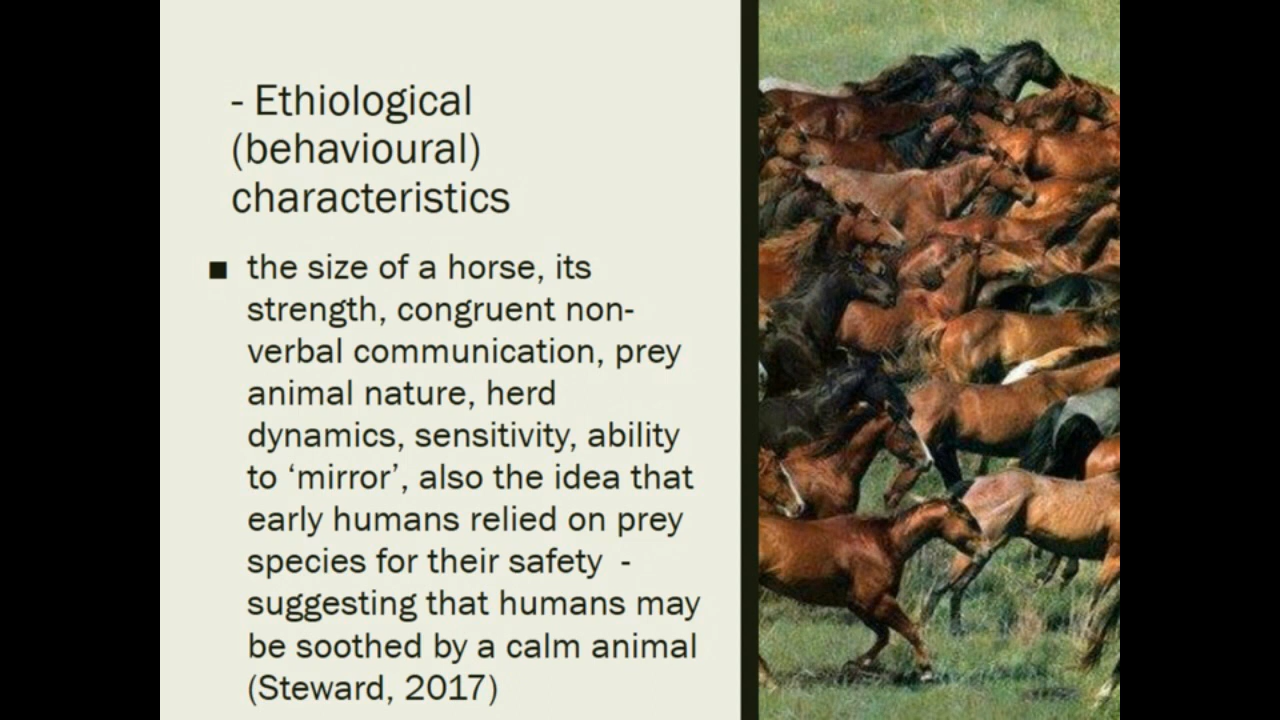 - Ethiological
(behavioural)
characteristics
■ the size of a horse, its
strength, congruent non-
verbal communication, prey
animal nature, herd
dynamics, sensitivity, ability
to ‘mirror’, also the idea that
early humans relied on prey
species for their safety  -
suggesting that humans may
be soothed by a calm animal
(Steward, 2017)